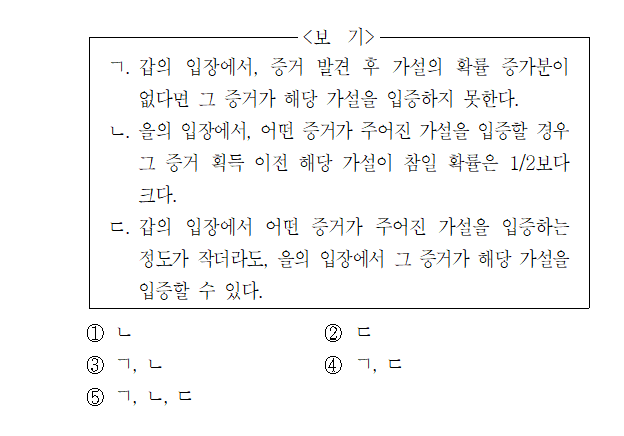 <보 기>
ㄱ. 갑의 입장에서, 증거 발견 후 가설의 확률 증가분이
없다면 그 증거가 해당 가설을 입증하지 못한다.
ㄴ. 을의 입장에서, 어떤 증거가 주어진 가설을 입증할 경우
그 증거 획득 이전 해당 가설이 참일 확률은 1/2보다
크다.
ㄷ. 갑의 입장에서 어떤 증거가 주어진 가설을 입증하는
정도가 작더라도, 을의 입장에서 그 증거가 해당 가설을
입증할 수 있다.
① ㄴ ② ㄷ
③ ㄱ, ㄴ ④ ㄱ, ㄷ
⑤ ㄱ, ㄴ, ㄷ